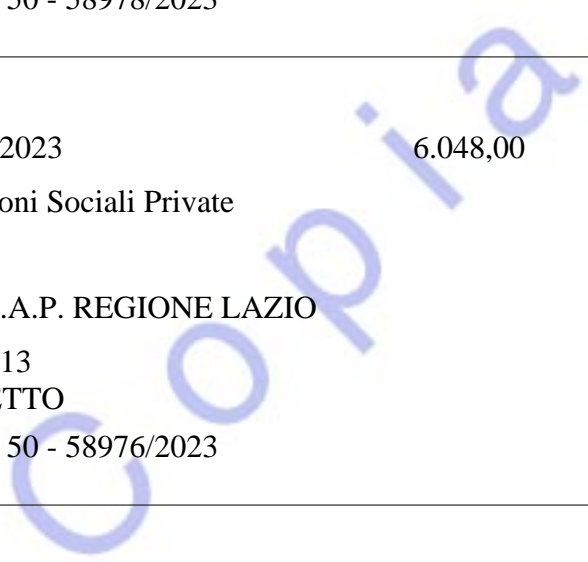 50 - 58978/2023
2023 6.048,00
oni Sociali Private
.A.P. REGIONE LAZIO
13
ETTO
50 - 58976/2023
Copia